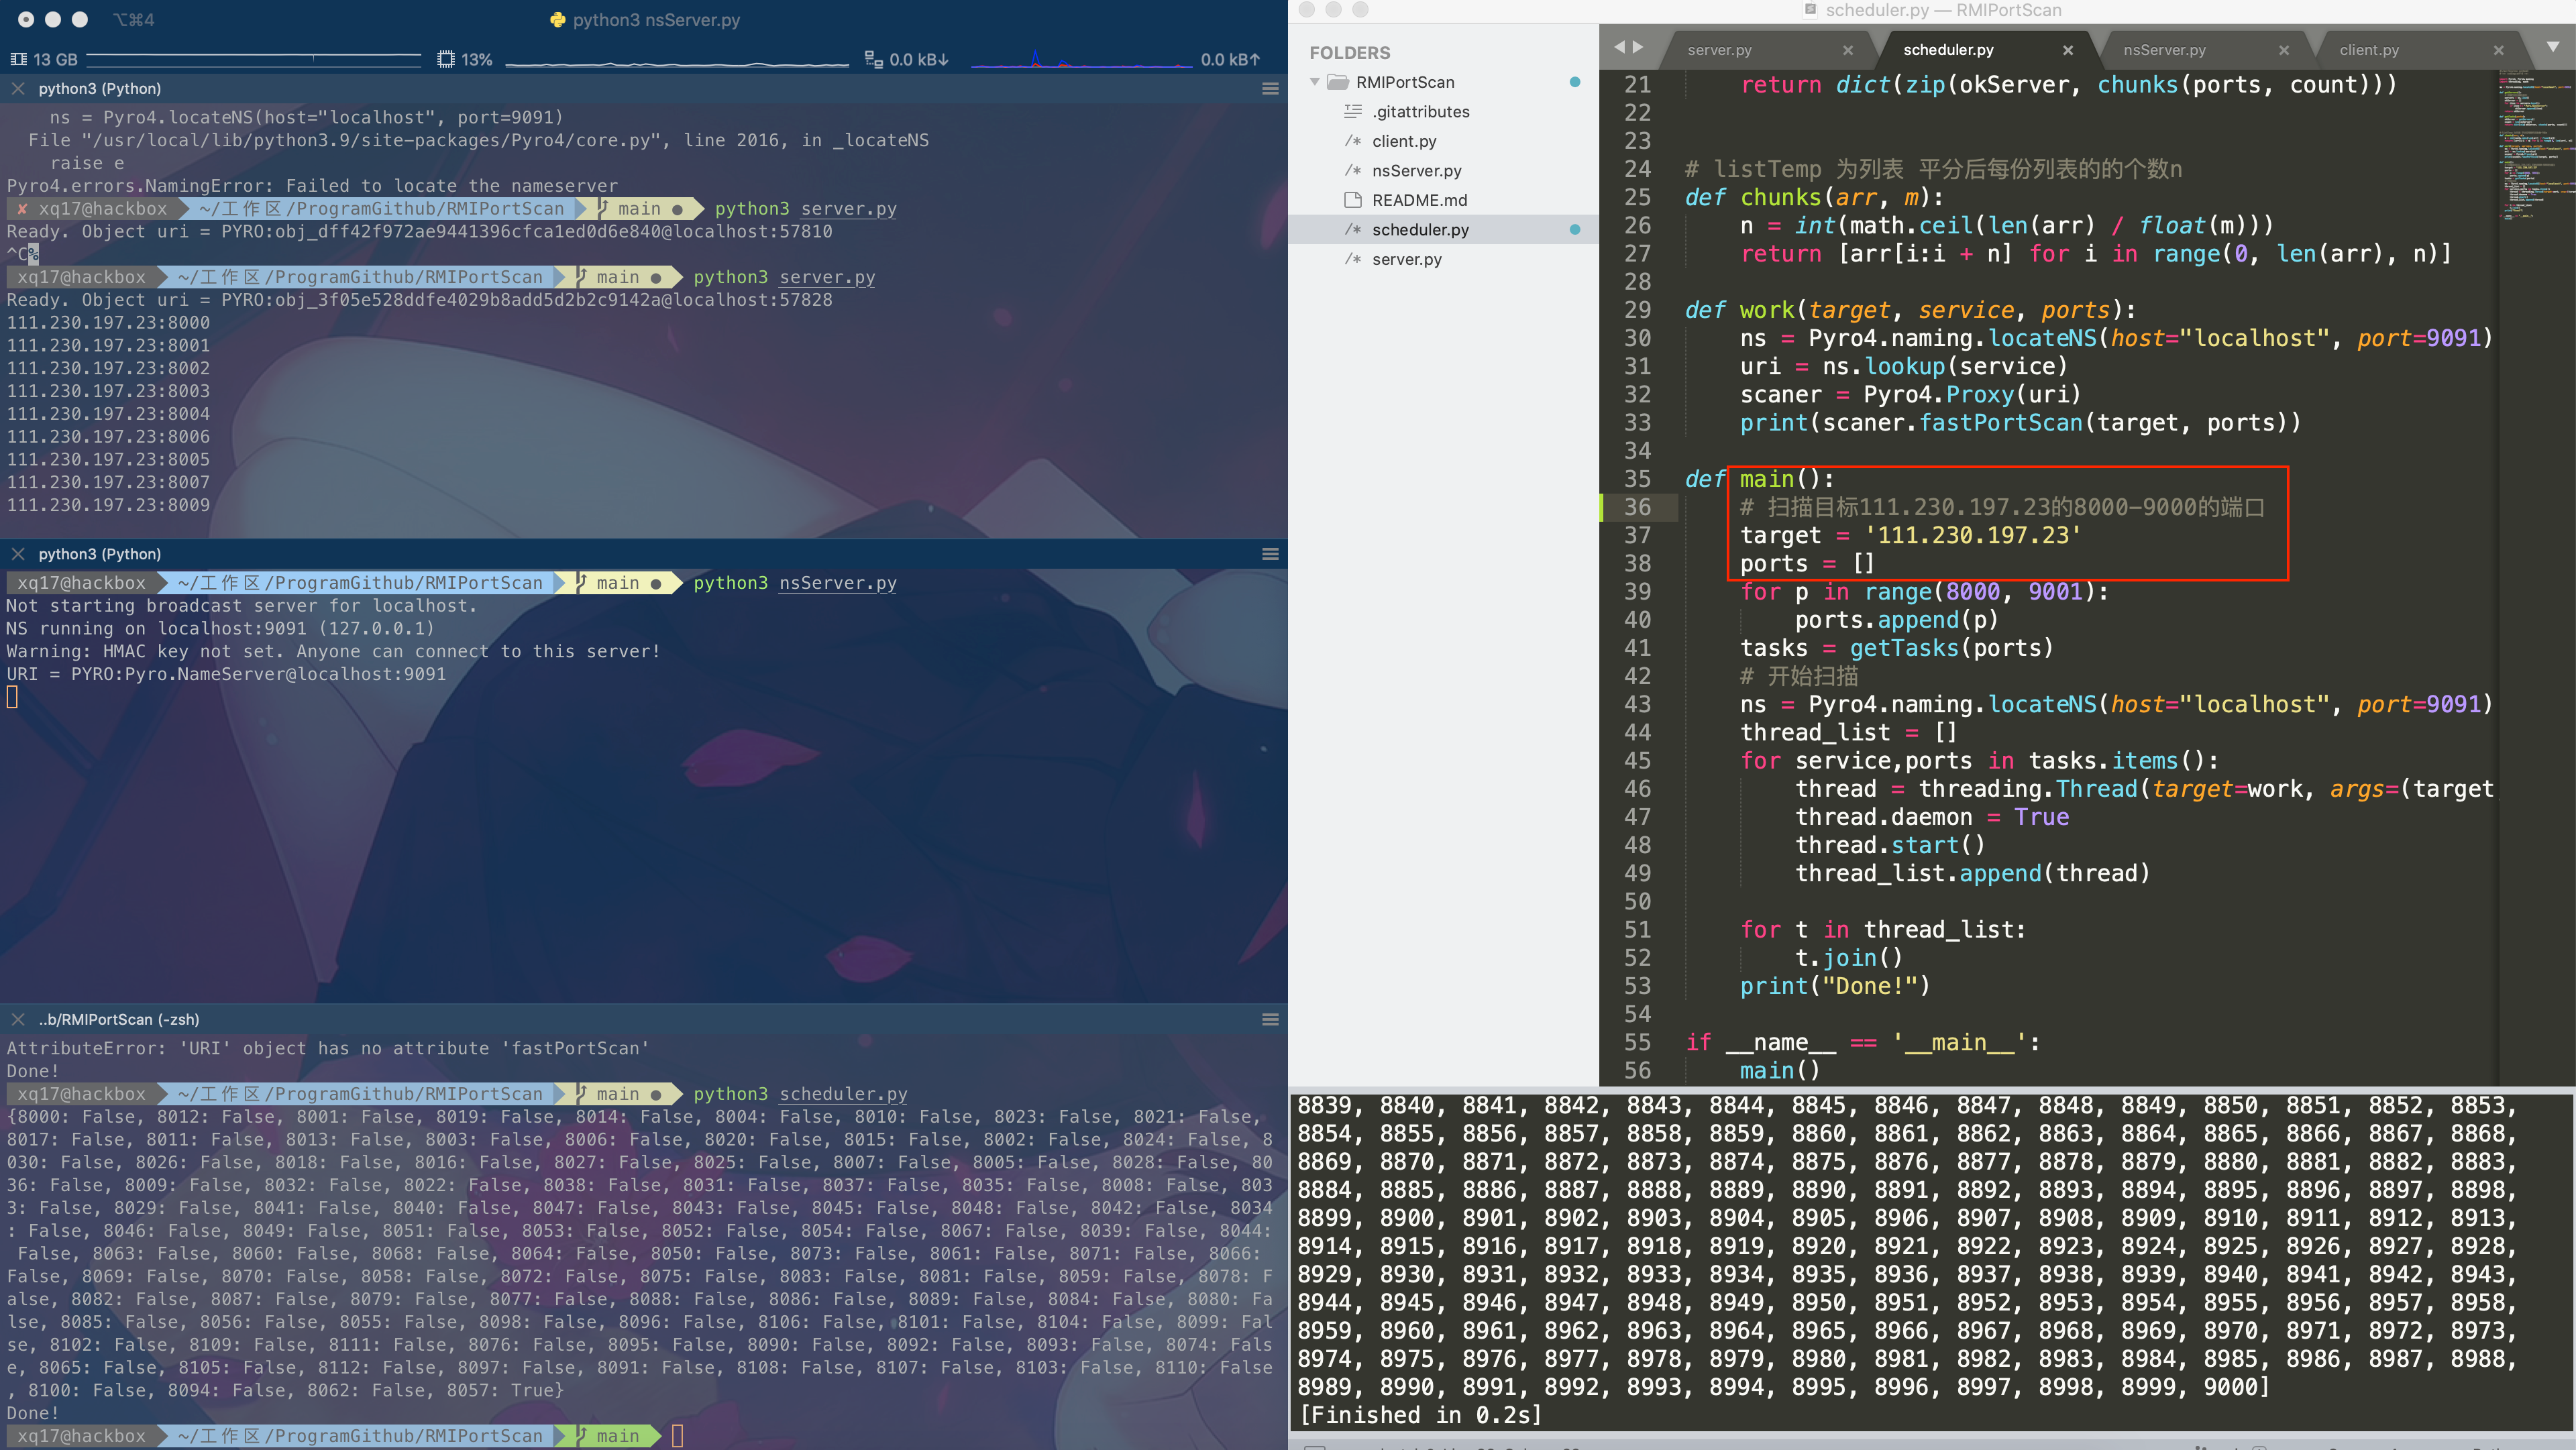 ⌥⌘4
python3 nsServer.py
13 GB
13%
0.0 kB↓
0.0 kB↑
python3 (Python)
ns = Pyro4.locateNS(host="localhost", port=9091)
File "/usr/local/lib/python3.9/site-packages/Pyro4/core.py", line 2016, in _locateNS
raise e
Pyro4.errors.NamingError: Failed to locate the nameserver
✘ xq17@hackbox ~/工作区/ProgramGithub/RMIPortScan main ● python3 server.py
Ready. Object uri = PYRO:obj_dff42f972ae9441396cfca1ed0d6e840@localhost:57810
^C%
xq17@hackbox ~/工作区/ProgramGithub/RMIPortScan main ● python3 server.py
Ready. Object uri = PYRO:obj_3f05e528ddfe4029b8add5d2b2c9142a@localhost:57828
111.230.197.23:8000
111.230.197.23:8001
111.230.197.23:8002
111.230.197.23:8003
111.230.197.23:8004
111.230.197.23:8006
111.230.197.23:8005
111.230.197.23:8007
111.230.197.23:8009
python3 (Python)
xq17@hackbox ~/工作区/ProgramGithub/RMIPortScan main ● python3 nsServer.py
Not starting broadcast server for localhost.
NS running on localhost:9091 (127.0.0.1)
Warning: HMAC key not set. Anyone can connect to this server!
URI = PYRO:Pyro.NameServer@localhost:9091
..b/RMIPortScan (-zsh)
AttributeError: 'URI' object has no attribute 'fastPortScan'
Done!
xq17@hackbox ~/工作区/ProgramGithub/RMIPortScan main ● python3 scheduler.py
{8000: False, 8012: False, 8001: False, 8019: False, 8014: False, 8004: False, 8010: False, 8023: False, 8021: False,
8017: False, 8011: False, 8013: False, 8003: False, 8006: False, 8020: False, 8015: False, 8002: False, 8024: False, 8
030: False, 8026: False, 8018: False, 8016: False, 8027: False, 8025: False, 8007: False, 8005: False, 8028: False, 80
36: False, 8009: False, 8032: False, 8022: False, 8038: False, 8031: False, 8037: False, 8035: False, 8008: False, 803
3: False, 8029: False, 8041: False, 8040: False, 8047: False, 8043: False, 8045: False, 8048: False, 8042: False, 8034
: False, 8046: False, 8049: False, 8051: False, 8053: False, 8052: False, 8054: False, 8067: False, 8039: False, 8044:
False, 8063: False, 8060: False, 8068: False, 8064: False, 8050: False, 8073: False, 8061: False, 8071: False, 8066:
False, 8069: False, 8070: False, 8058: False, 8072: False, 8075: False, 8083: False, 8081: False, 8059: False, 8078: F
alse, 8082: False, 8087: False, 8079: False, 8077: False, 8088: False, 8086: False, 8089: False, 8084: False, 8080: Fa
lse, 8085: False, 8056: False, 8055: False, 8098: False, 8096: False, 8106: False, 8101: False, 8104: False, 8099: Fal
se, 8102: False, 8109: False, 8111: False, 8076: False, 8095: False, 8090: False, 8092: False, 8093: False, 8074: Fals
e, 8065: False, 8105: False, 8112: False, 8097: False, 8091: False, 8108: False, 8107: False, 8103: False, 8110: False
, 8100: False, 8094: False, 8062: False, 8057: True}
Done!
xq17@hackbox ~/工作区/ProgramGithub/RMIPortScan main
scheduler.py — RMIPortScan
FOLDERS
RMIPortScan
.gitattributes
client.py
nsServer.py
README.md
scheduler.py
server.py
server.py
scheduler.py
nsServer.py
client.py
21 return dict(zip(okServer, chunks(ports, count)))
22
23
24 # listTemp 为列表 平分后每份列表的的个数n
25 def chunks(arr, m):
26 n = int(math.ceil(len(arr) / float(m)))
27 return [arr[i:i + n] for i in range(0, len(arr), n)]
28
29 def work(target, service, ports):
30 ns = Pyro4.naming.locateNS(host="localhost", port=9091)
31 uri = ns.lookup(service)
32 scaner = Pyro4.Proxy(uri)
33 print(scaner.fastPortScan(target, ports))
34
35 def main():
36 # 扫描目标111.230.197.23的8000-9000的端口
37 target = '111.230.197.23'
38 ports = []
39 for p in range(8000, 9001):
40 ports.append(p)
41 tasks = getTasks(ports)
42 # 开始扫描
43 ns = Pyro4.naming.locateNS(host="localhost", port=9091)
44 thread_list = []
45 for service,ports in tasks.items():
46 thread = threading.Thread(target=work, args=(target
47 thread.daemon = True
48 thread.start()
49 thread_list.append(thread)
50
51 for t in thread_list:
52 t.join()
53 print("Done!")
54
55 if __name__ == '__main__':
56 main()
8839, 8840, 8841, 8842, 8843, 8844, 8845, 8846, 8847, 8848, 8849, 8850, 8851, 8852, 8853,
8854, 8855, 8856, 8857, 8858, 8859, 8860, 8861, 8862, 8863, 8864, 8865, 8866, 8867, 8868,
8869, 8870, 8871, 8872, 8873, 8874, 8875, 8876, 8877, 8878, 8879, 8880, 8881, 8882, 8883,
8884, 8885, 8886, 8887, 8888, 8889, 8890, 8891, 8892, 8893, 8894, 8895, 8896, 8897, 8898,
8899, 8900, 8901, 8902, 8903, 8904, 8905, 8906, 8907, 8908, 8909, 8910, 8911, 8912, 8913,
8914, 8915, 8916, 8917, 8918, 8919, 8920, 8921, 8922, 8923, 8924, 8925, 8926, 8927, 8928,
8929, 8930, 8931, 8932, 8933, 8934, 8935, 8936, 8937, 8938, 8939, 8940, 8941, 8942, 8943,
8944, 8945, 8946, 8947, 8948, 8949, 8950, 8951, 8952, 8953, 8954, 8955, 8956, 8957, 8958,
8959, 8960, 8961, 8962, 8963, 8964, 8965, 8966, 8967, 8968, 8969, 8970, 8971, 8972, 8973,
8974, 8975, 8976, 8977, 8978, 8979, 8980, 8981, 8982, 8983, 8984, 8985, 8986, 8987, 8988,
8989, 8990, 8991, 8992, 8993, 8994, 8995, 8996, 8997, 8998, 8999, 9000]
[Finished in 0.2s]